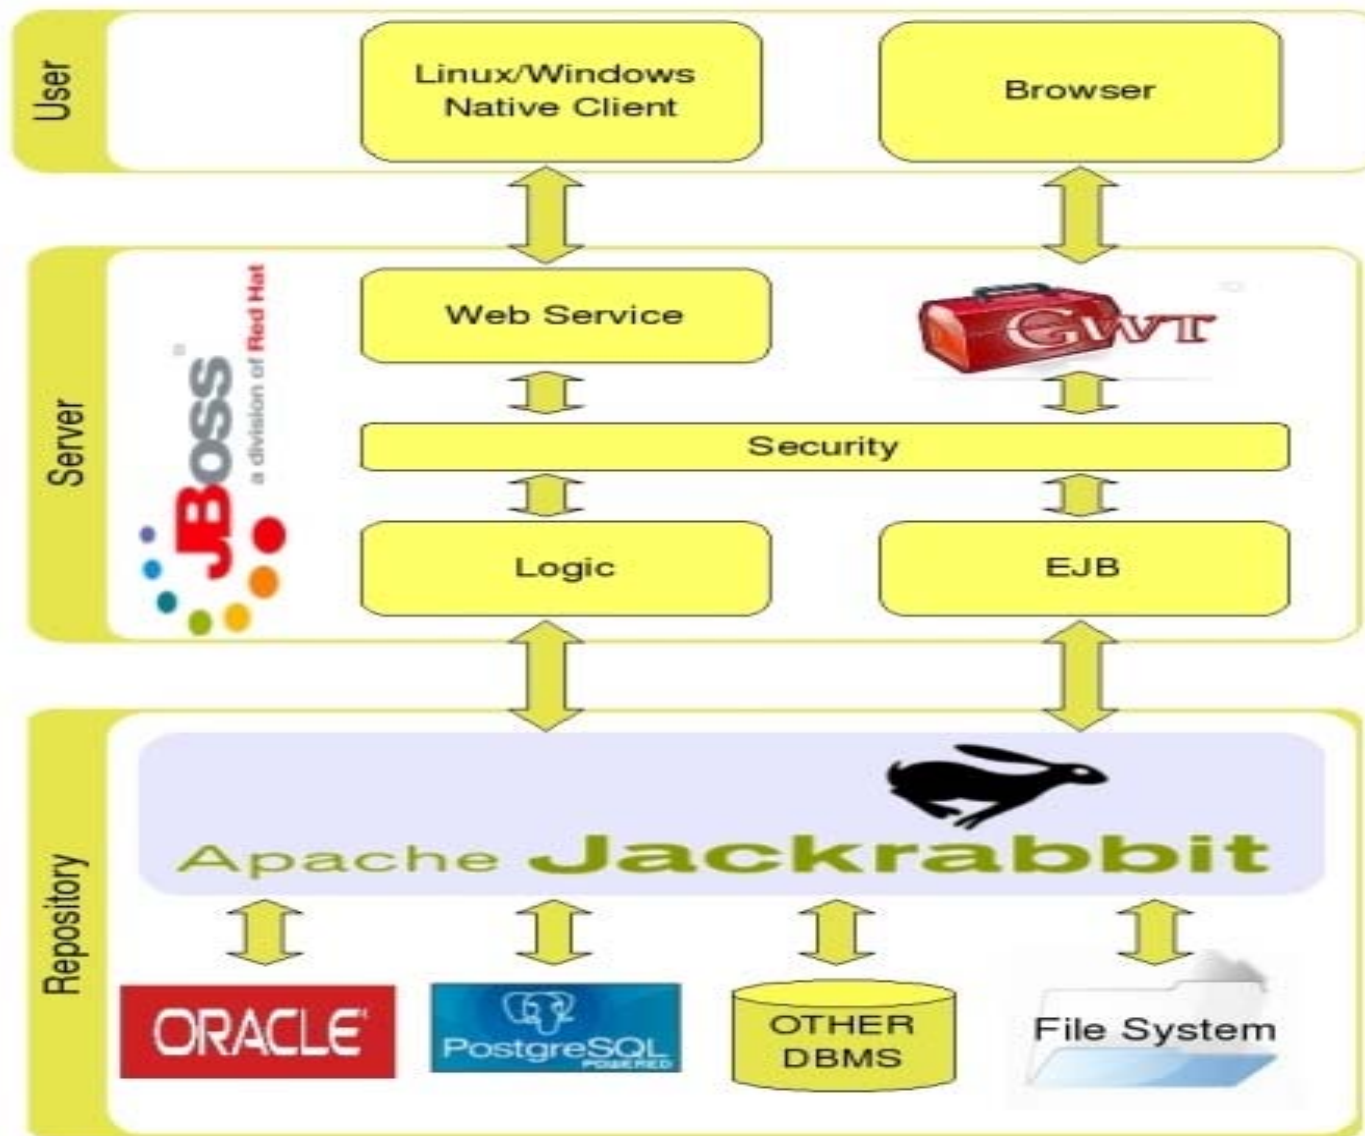 User
Linux/Windows
Native Client
Browser
Server
JBoss
a division of Red Hat
Web Service
GWT
Security
Logic
EJB
Repository
Apache Jackrabbit
ORACLE
PostgreSQL
POWERED
OTHER
DBMS
File System